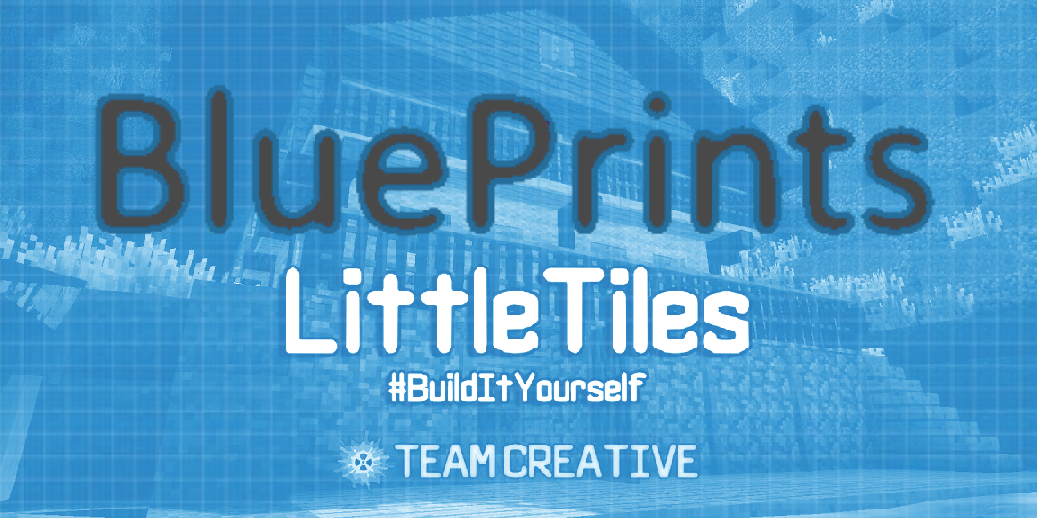 BluePrints
LittleTiles
#BuildItYourself
TEAM CREATIVE